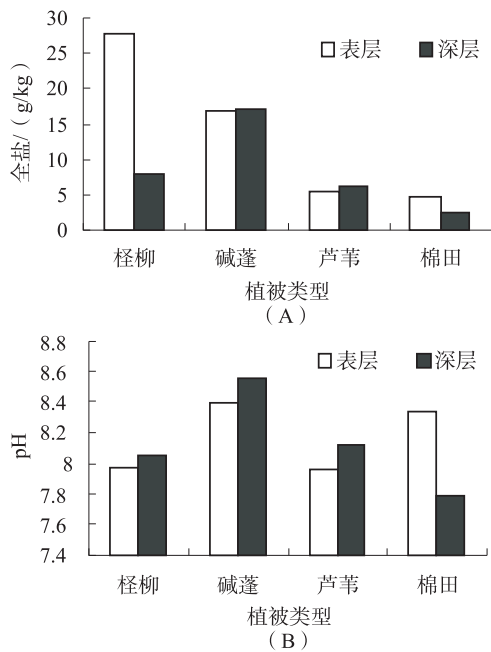 30
25
20
15
10
5
0
全盐/（g/kg）
表层 深层
柽柳 碱蓬 芦苇 棉田
植被类型
（A）
8.8
8.6
8.4
8.2
8
7.8
7.6
7.4
pH
表层 深层
柽柳 碱蓬 芦苇 棉田
植被类型
（B）